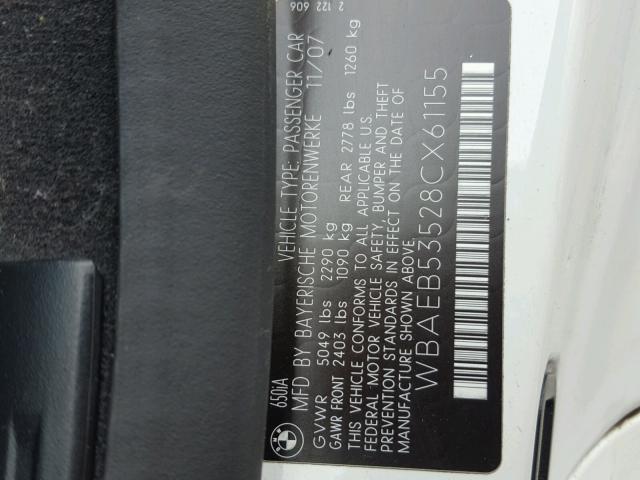 650iA 2 122 606
VEHICLE TYPE: PASSENGER CAR
MFD BY BAYERISCHE MOTORENWERKE 11/07
GVWR 5049 lbs 2290 kg
GAWR FRONT 2403 lbs 1090 kg REAR 2778 lbs 1260 kg
THIS VEHICLE CONFORMS TO ALL APPLICABLE U.S.
FEDERAL MOTOR VEHICLE SAFETY, BUMPER AND THEFT
PREVENTION STANDARDS IN EFFECT ON THE DATE OF
MANUFACTURE SHOWN ABOVE.
WBAEB53528CX61155